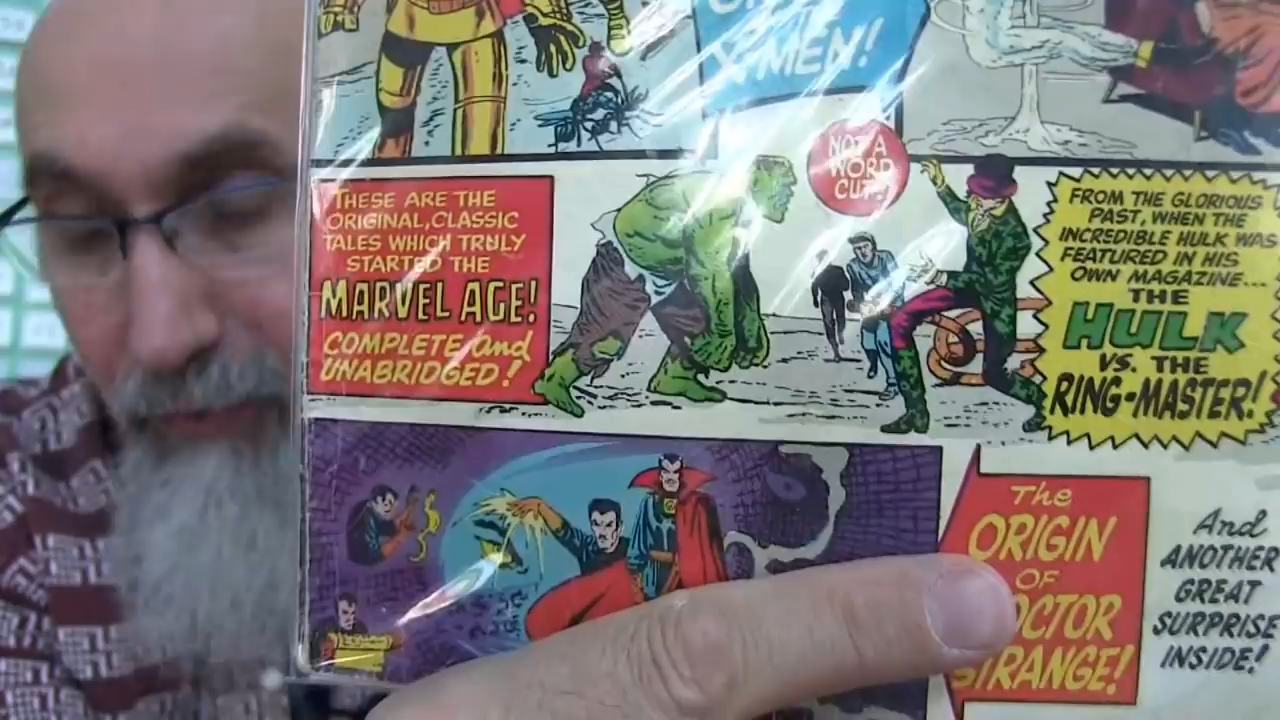 X-MEN!
NOT A
WORD
CUT!
THESE ARE THE
ORIGINAL, CLASSIC
TALES WHICH TRULY
STARTED THE
MARVEL AGE!
COMPLETE and
UNABRIDGED!
FROM THE GLORIOUS
PAST, WHEN THE
INCREDIBLE HULK WAS
FEATURED IN HIS
OWN MAGAZINE...
THE
HULK
VS. THE
RING-MASTER!
The
ORIGIN
OF
DOCTOR
STRANGE!
And
ANOTHER
GREAT
SURPRISE
INSIDE!